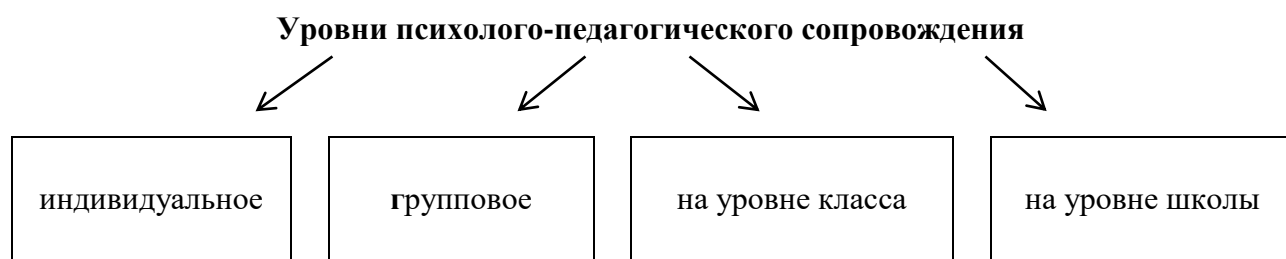 Уровни психолого-педагогического сопровождения
индивидуальное
групповое
на уровне класса
на уровне школы